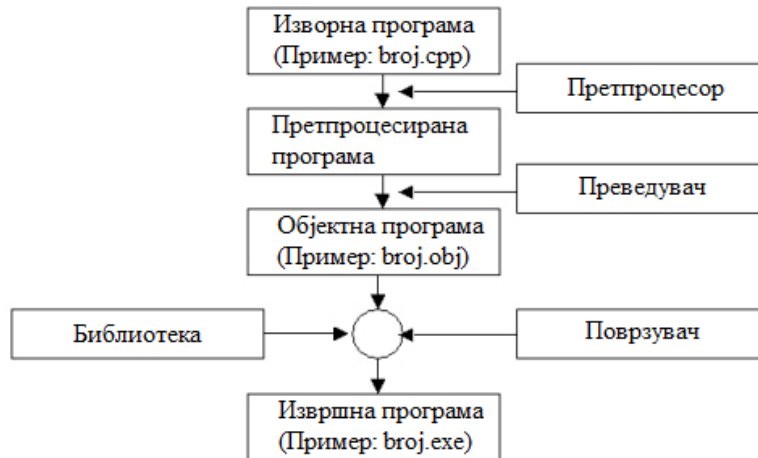 Изворна програма
(Пример: broj.cpp)
Претпроцесор
Претпроцесирана
програма
Преведувач
Објектна програма
(Пример: broj.obj)
Библиотека
Поврзувач
Извршна програма
(Пример: broj.exe)